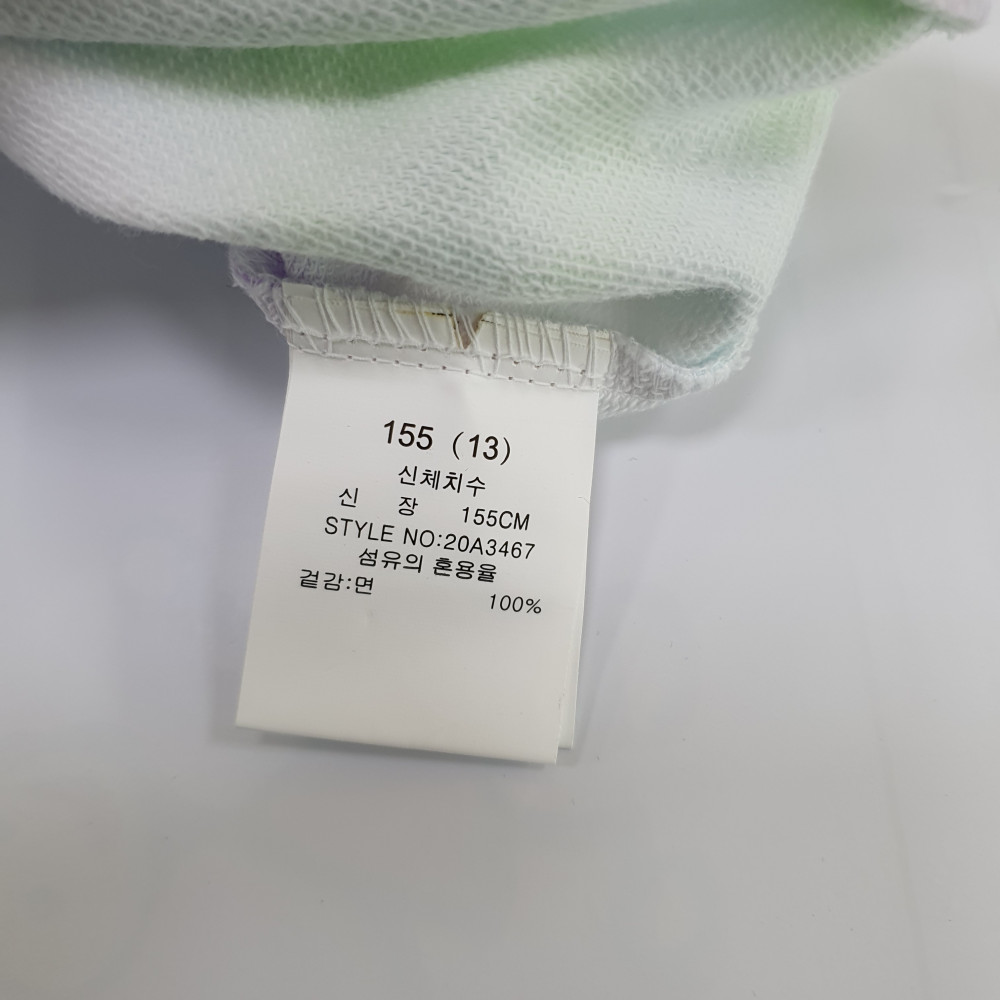 155 (13)
신체치수
신 장 155CM
STYLE NO:20A3467
섬유의 혼용율
겉감:면 100%